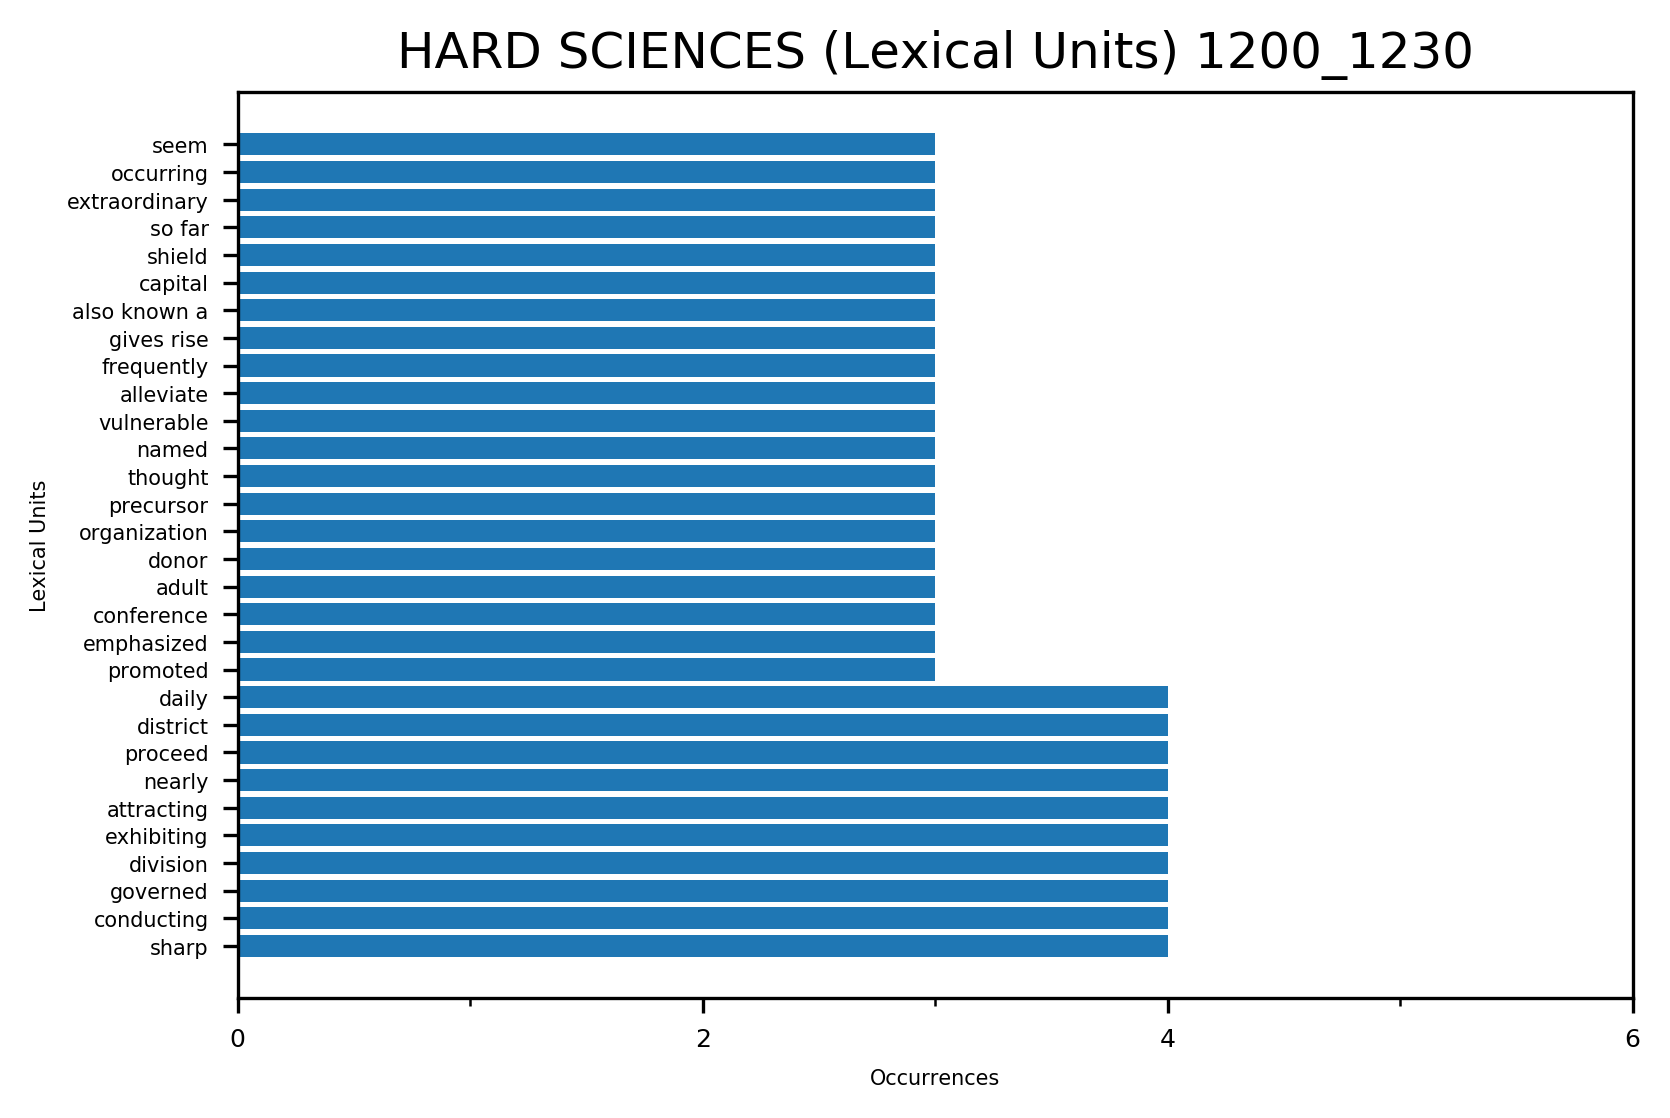 HARD SCIENCES (Lexical Units) 1200_1230
seem
occurring
extraordinary
so far
shield
capital
also known a
gives rise
frequently
alleviate
vulnerable
named
thought
precursor
organization
donor
adult
conference
emphasized
promoted
daily
district
proceed
nearly
attracting
exhibiting
division
governed
conducting
sharp
Lexical Units
0 2 4 6
Occurrences